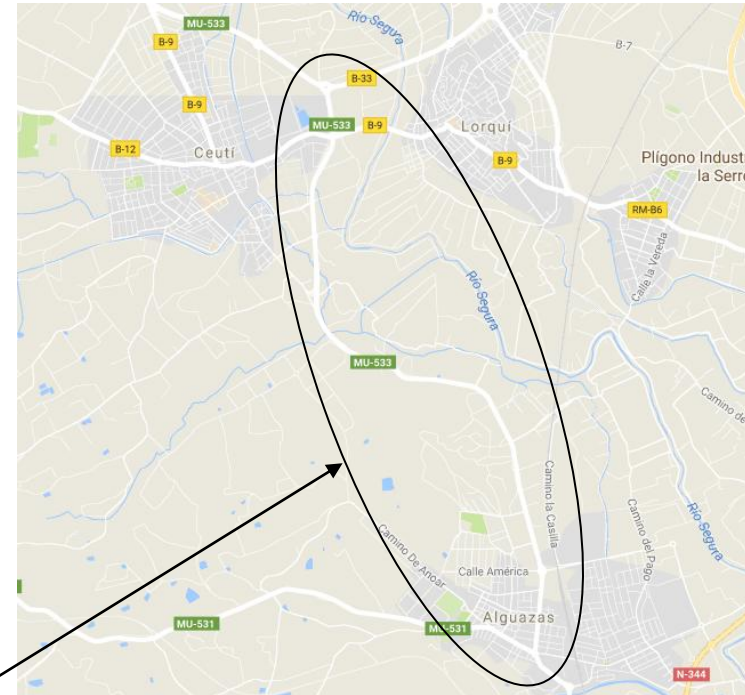 MU-533
Río Segura
B-9
B-7
B-33
B-9
MU-533
B-9
Lorquí
B-12
Ceutí
B-9
Plígono Indust
la Serre
RM-B6
Calle la Vereda
Río Segura
MU-533
Camino de
Camino la Casilla
Camino del Pago
Río Segura
Camino De Anoar
Calle América
Alguazas
MU-531
MU-531
N-344